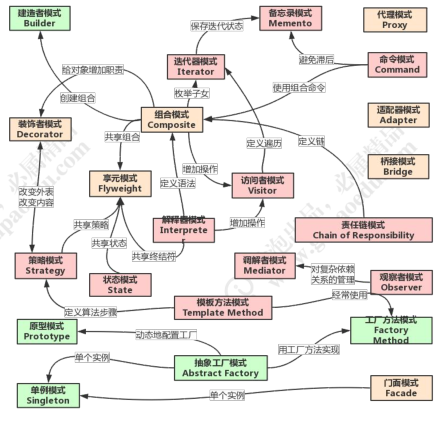 建造者模式
Builder
备忘录模式
Memento
代理模式
Proxy
保存迭代状态
迭代器模式
Iterator
避免滞后
命令模式
Command
给对象增加职责
创建组合
枚举子女
使用组合命令
装饰者模式
Decorator
组合模式
Composite
适配器模式
Adapter
共享组合
定义遍历
定义链
享元模式
Flyweight
增加操作
定义语法
访问者模式
Visitor
桥接模式
Bridge
改变外表
改变内容
共享策略
解释器模式
Interprete
增加操作
责任链模式
Chain of Responsibility
共享状态
共享终结符
策略模式
Strategy
状态模式
State
调解者模式
Mediator
对复杂依赖
关系的管理
观察者模式
Observer
定义算法步骤
模板方法模式
Template Method
经常使用
原型模式
Prototype
动态地配置工厂
工厂方法模式
Factory
Method
单个实例
抽象工厂模式
Abstract Factory
用工厂方法实现
单例模式
Singleton
单个实例
门面模式
Facade